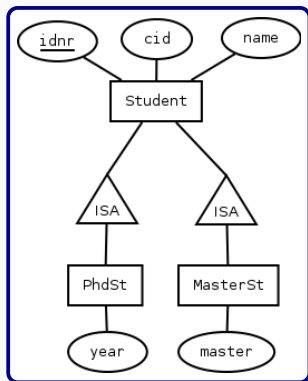 idnr
cid
name
Student
ISA
ISA
PhdSt
MasterSt
year
master